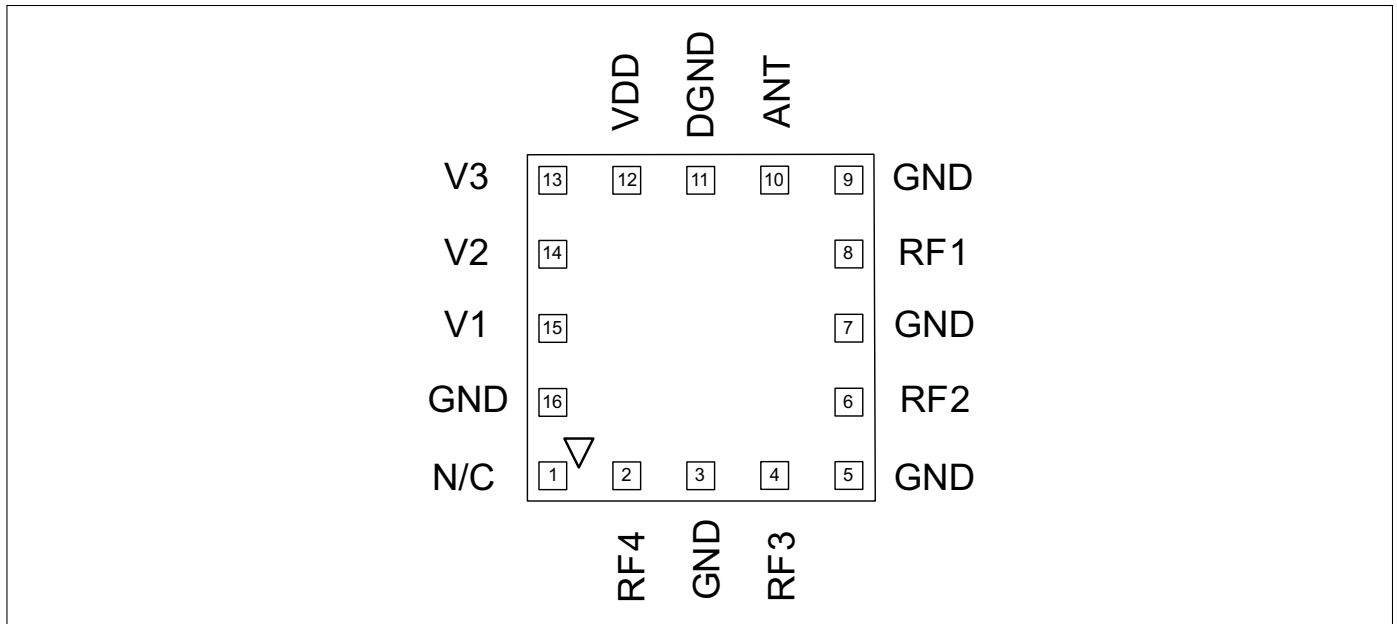 VDD DGND ANT
V3 13 12 11 10 9 GND
V2 14 8 RF1
V1 15 7 GND
GND 16 6 RF2
N/C 1 2 3 4 5 GND
RF4 GND RF3